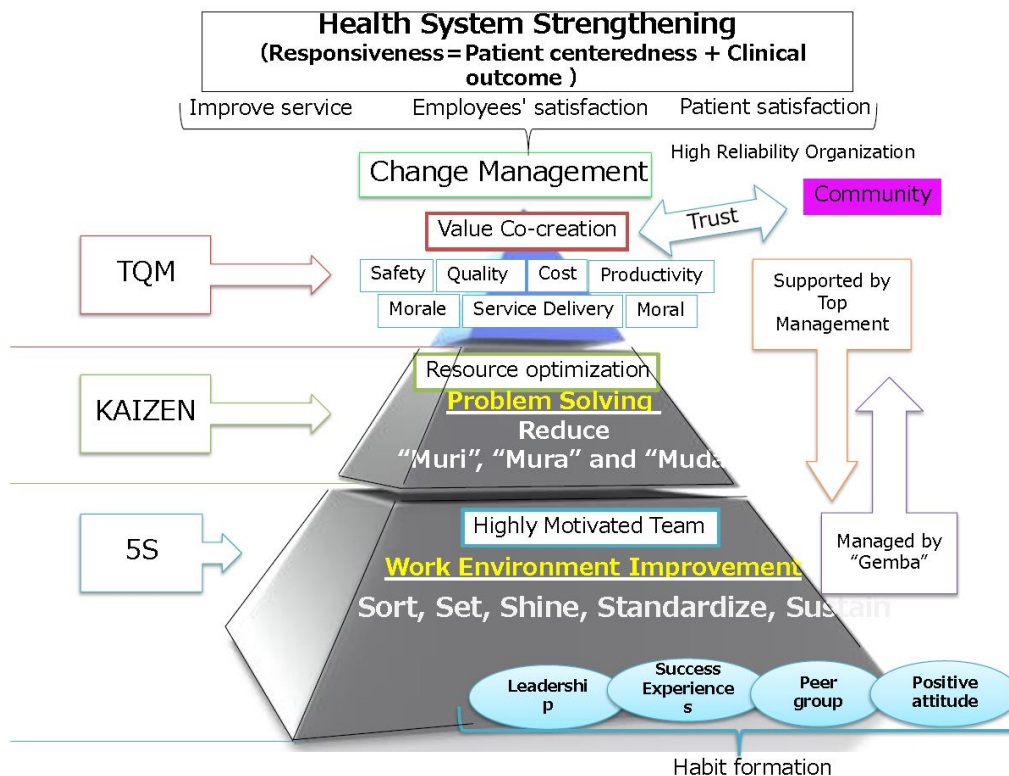 Health System Strengthening
(Responsiveness=Patient centeredness + Clinical
outcome )
Improve service
Employees' satisfaction
Patient satisfaction
Change Management
High Reliability Organization
Community
Trust
Value Co-creation
TQM
Safety
Quality
Cost
Productivity
Morale
Service Delivery
Moral
Supported by
Top
Management
KAIZEN
Resource optimization
Problem Solving
Reduce
“Muri”, “Mura” and “Muda
5S
Highly Motivated Team
Work Environment Improvement
Sort, Set, Shine, Standardize, Sustain
Managed by
“Gemba”
Leadershi
p
Success
Experience
s
Peer
group
Positive
attitude
Habit formation